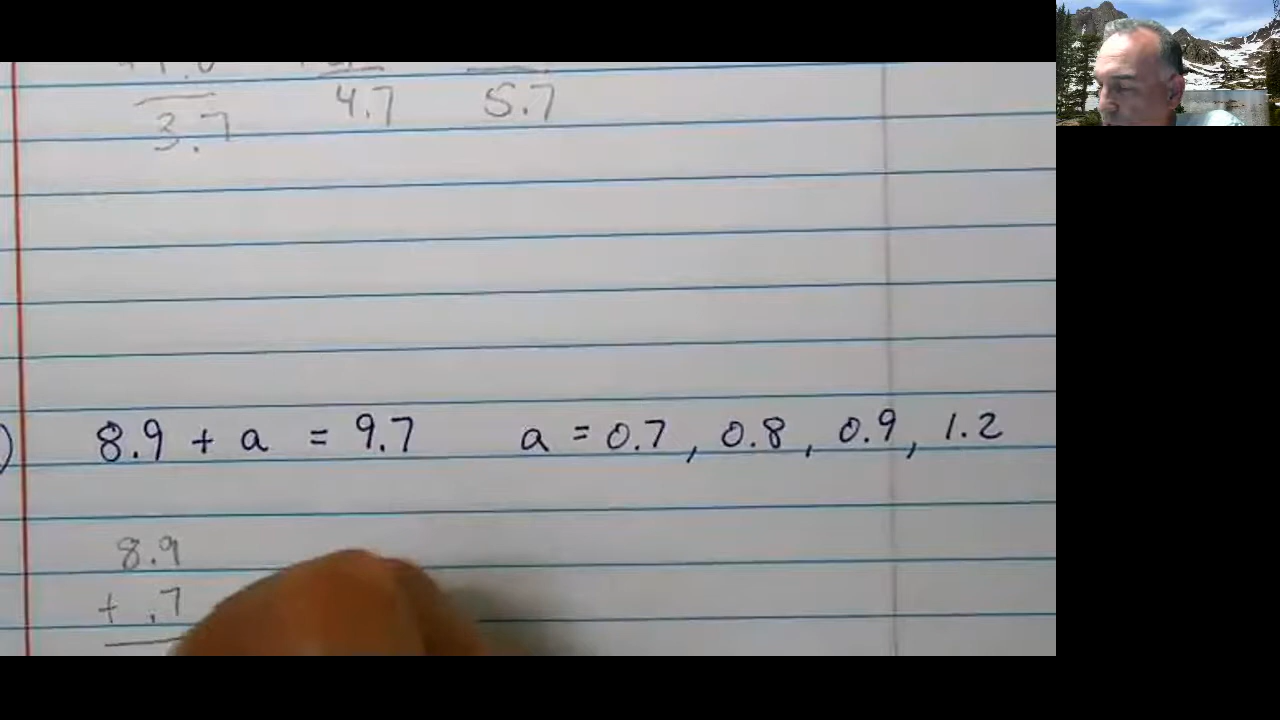 3.7 4.7 5.7
) 8.9 + a = 9.7 a = 0.7, 0.8, 0.9, 1.2
8.9
+ .7